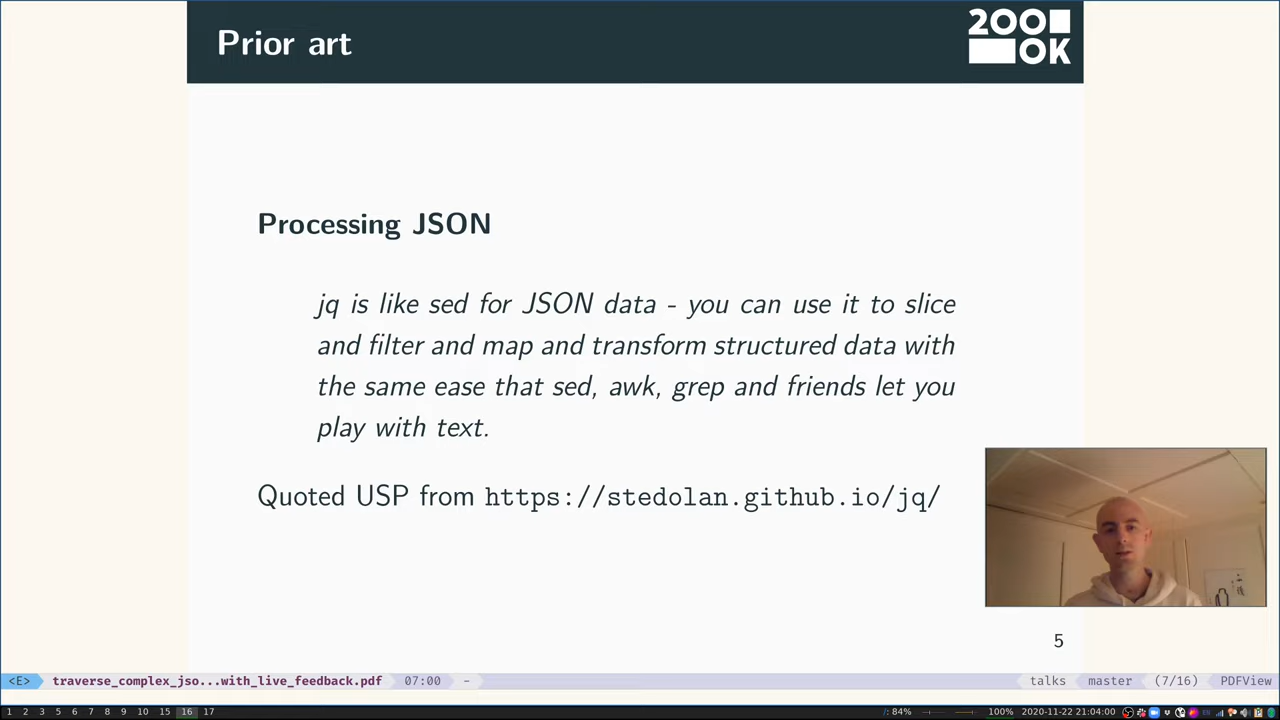 Prior art
200
OK
Processing JSON
jq is like sed for JSON data - you can use it to slice
and filter and map and transform structured data with
the same ease that sed, awk, grep and friends let you
play with text.
Quoted USP from https://stedolan.github.io/jq/
5
<E> traverse_complex_jso...with_live_feedback.pdf 07:00 - talks master (7/16) PDFView
1 2 3 4 5 6 7 8 9 10 15 16 17 84% 100% 2020-11-22 21:04:00